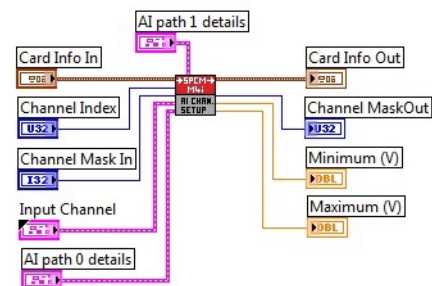 AI path 1 details
Card Info In
Card Info Out
SPCM
M4i
AI CHAN.
SETUP
Channel Index
U32
Channel MaskOut
U32
Channel Mask In
I32
Minimum (V)
DBL
Input Channel
Maximum (V)
DBL
AI path 0 details